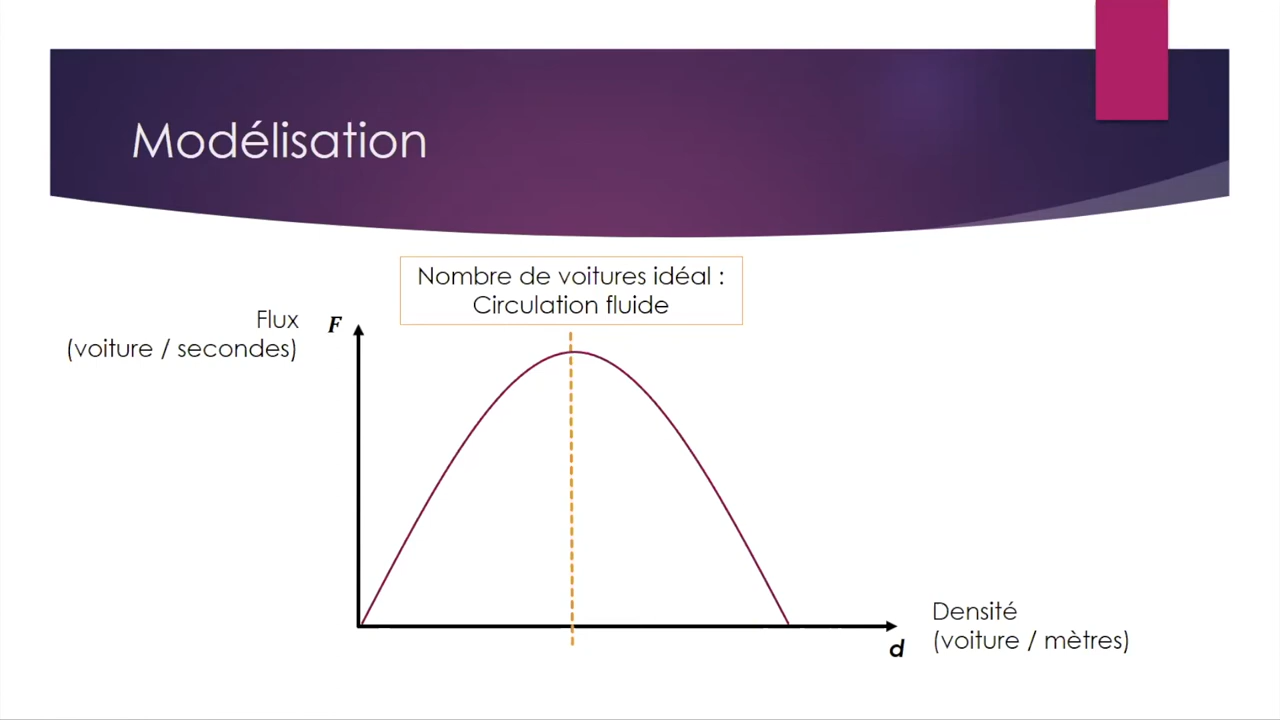 Modélisation
Nombre de voitures idéal :
Circulation fluide
Flux
(voiture / secondes)
F
Densité
(voiture / mètres)
d